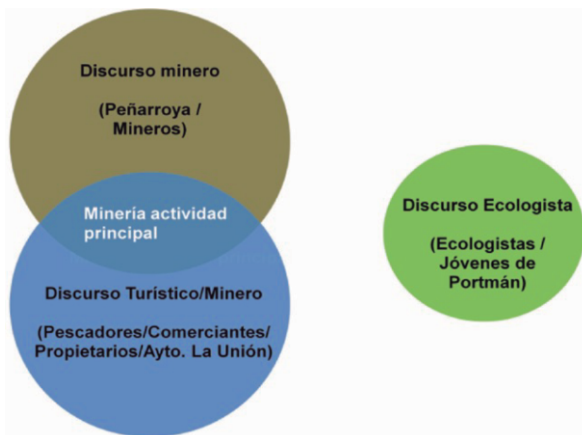 Discurso minero
(Peñarroya /
Mineros)
Minería actividad
principal
Discurso Turístico/Minero
(Pescadores/Comerciantes/
Propietarios/Ayto. La Unión)
Discurso Ecologista
(Ecologistas /
Jóvenes de
Portmán)